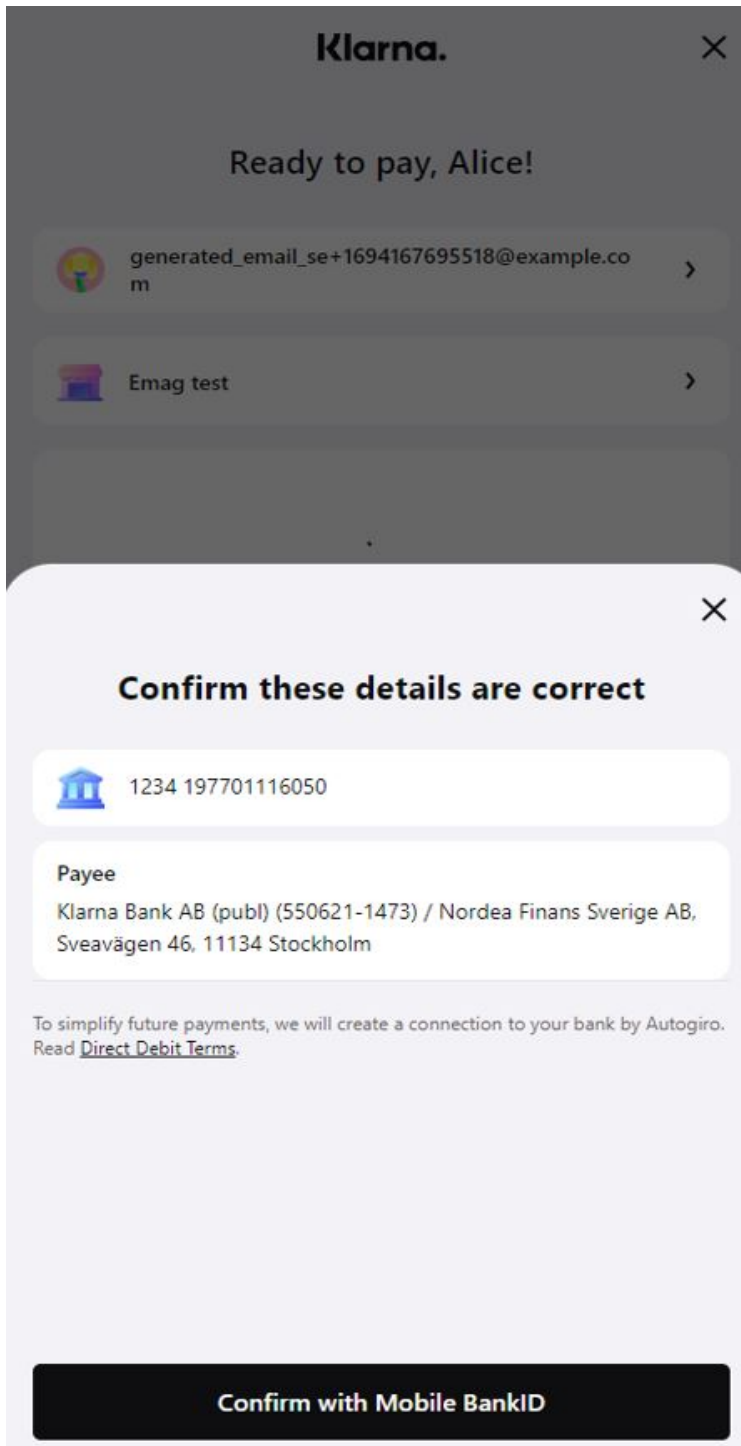 Klarna.
Ready to pay, Alice!
generated_email_se+1694167695518@example.co
m
Emag test
Confirm these details are correct
1234 197701116050
Payee
Klarna Bank AB (publ) (550621-1473) / Nordea Finans Sverige AB,
Sveavägen 46, 11134 Stockholm
To simplify future payments, we will create a connection to your bank by Autogiro.
Read Direct Debit Terms.
Confirm with Mobile BankID